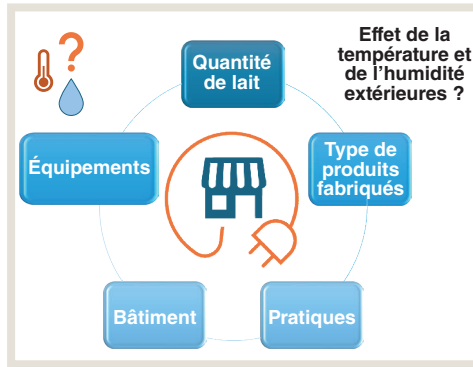 ?
Effet de la
température et
de l’humidité
extérieures ?
Quantité
de lait
Équipements
Type de
produits
fabriqués
Bâtiment
Pratiques